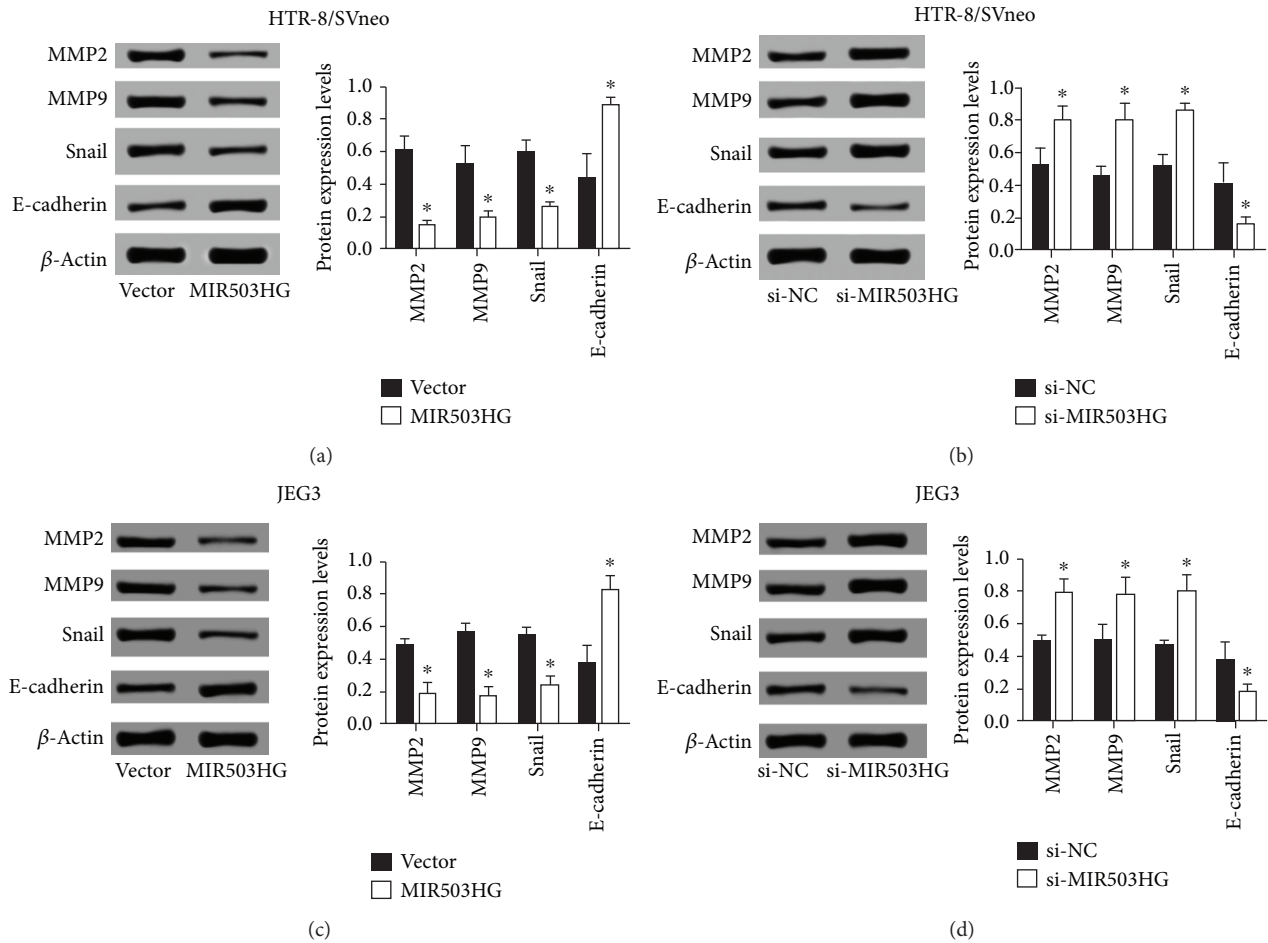 HTR-8/SVneo
MMP2
MMP9
Snail
E-cadherin
β-Actin
Vector MIR503HG
Protein expression levels
1.0
0.8
0.6
0.4
0.2
0.0
*
*
*
*
MMP2
MMP9
Snail
E-cadherin
Vector
MIR503HG
(a)
HTR-8/SVneo
MMP2
MMP9
Snail
E-cadherin
β-Actin
si-NC si-MIR503HG
Protein expression levels
1.0
0.8
0.6
0.4
0.2
0.0
*
*
*
*
MMP2
MMP9
Snail
E-cadherin
si-NC
si-MIR503HG
(b)
JEG3
MMP2
MMP9
Snail
E-cadherin
β-Actin
Vector MIR503HG
Protein expression levels
1.0
0.8
0.6
0.4
0.2
0.0
*
*
*
*
MMP2
MMP9
Snail
E-cadherin
Vector
MIR503HG
(c)
JEG3
MMP2
MMP9
Snail
E-cadherin
β-Actin
si-NC si-MIR503HG
Protein expression levels
1.0
0.8
0.6
0.4
0.2
0.0
*
*
*
*
MMP2
MMP9
Snail
E-cadherin
si-NC
si-MIR503HG
(d)